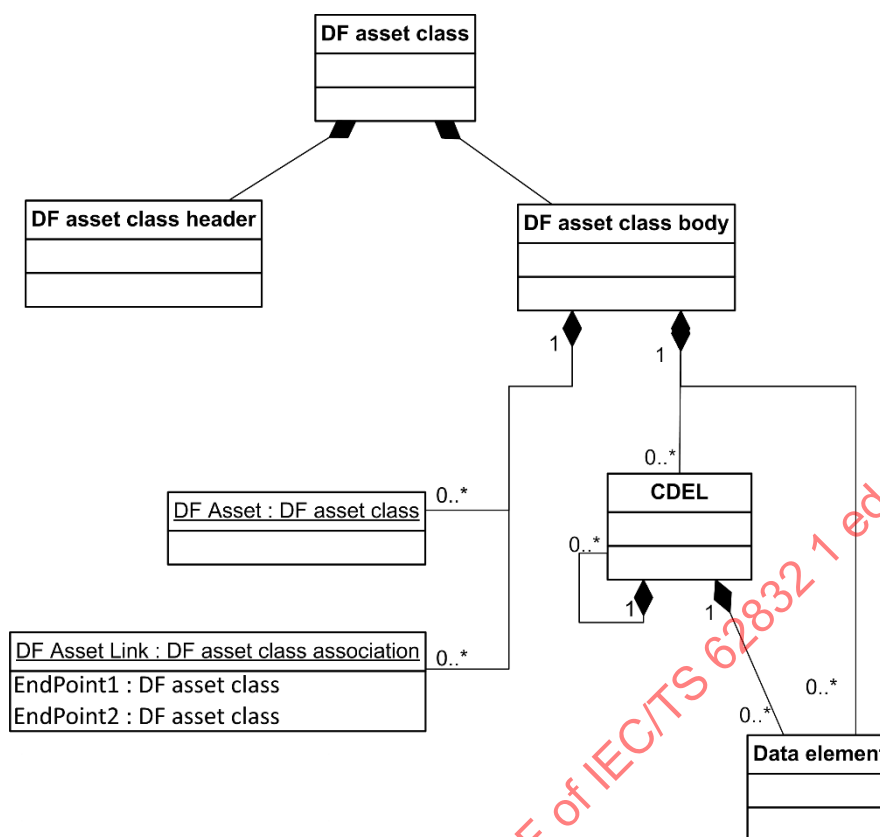 DF asset class
DF asset class header
DF asset class body
1
1
0..*
0..*
DF Asset : DF asset class
CDEL
0..*
1
1
DF Asset Link : DF asset class association
0..*
EndPoint1 : DF asset class
EndPoint2 : DF asset class
0..*
0..*
Data element
of IEC/TS 62832 1 ed